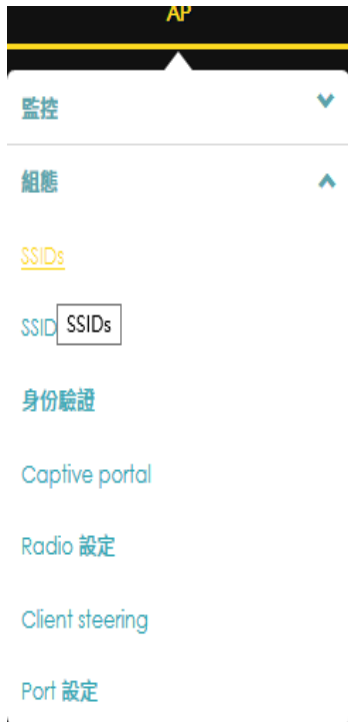 AP
監控
組態
SSIDs
SSID
SSIDs
身份驗證
Captive portal
Radio 設定
Client steering
Port 設定